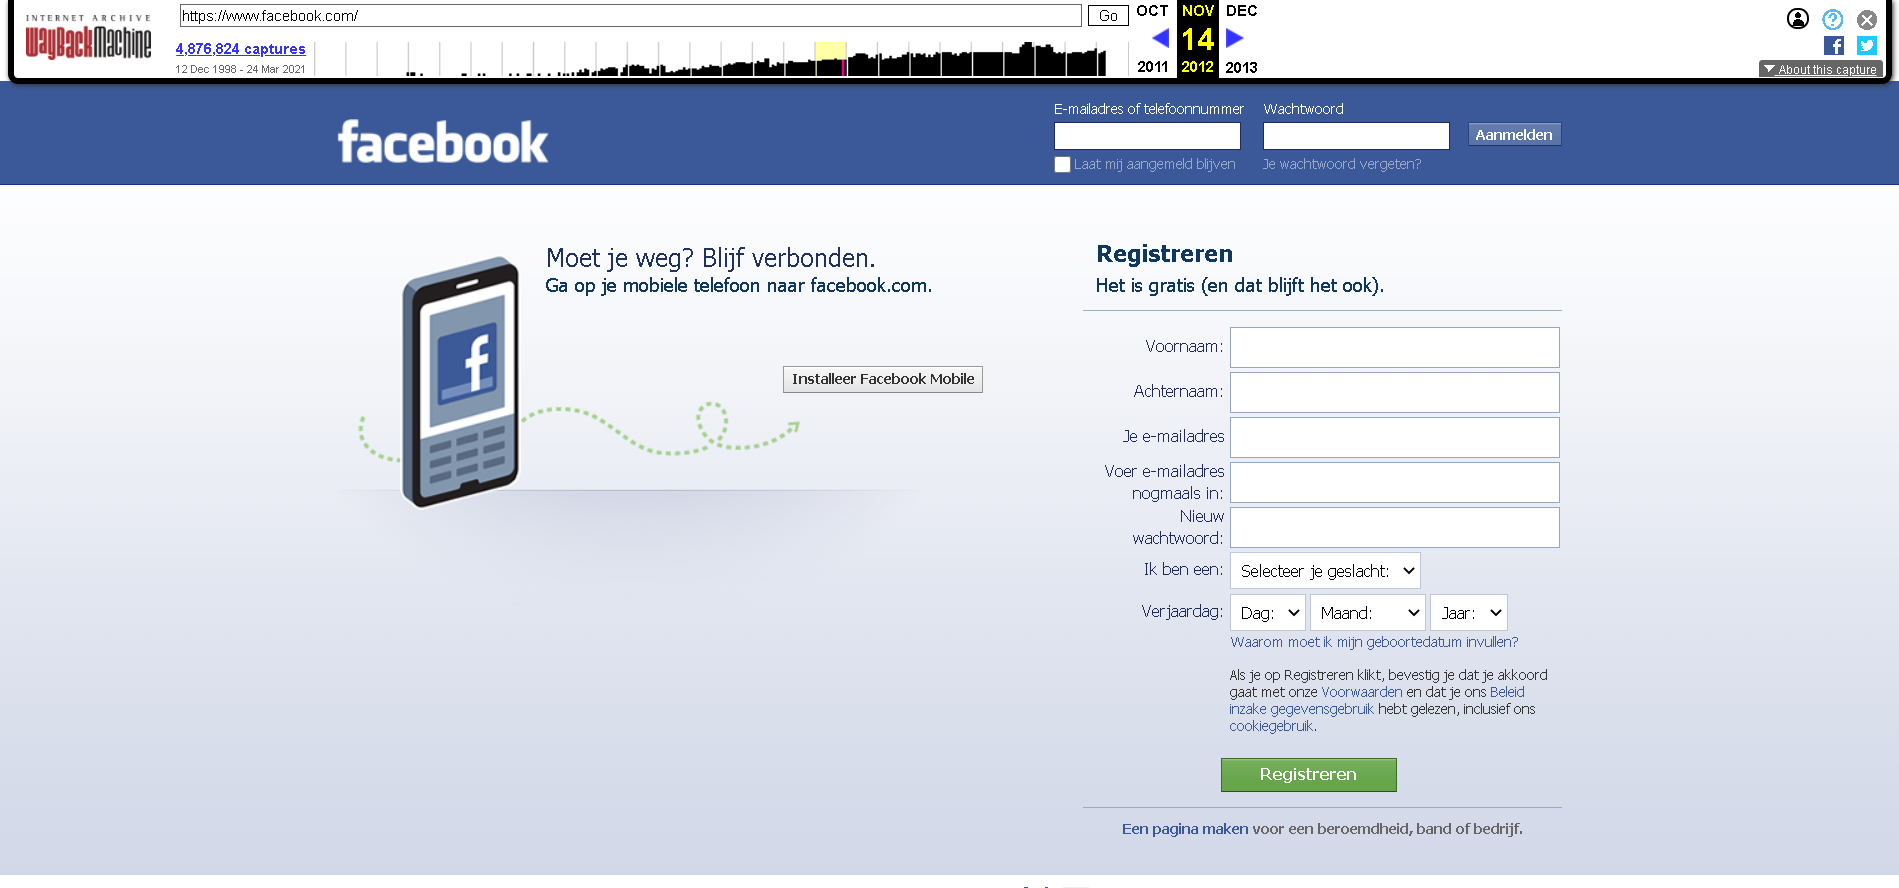 INTERNET ARCHIVE
WayBackMachine
https://www.facebook.com/
Go
4,876,824 captures
12 Dec 1998 - 24 Mar 2021
OCT NOV DEC
14
2011 2012 2013
?
f
About this capture
facebook
E-mailadres of telefoonnummer
Wachtwoord
Aanmelden
Laat mij aangemeld blijven
Je wachtwoord vergeten?
Moet je weg? Blijf verbonden.
Ga op je mobiele telefoon naar facebook.com.
f
Installeer Facebook Mobile
Registreren
Het is gratis (en dat blijft het ook).
Voornaam:
Achternaam:
Je e-mailadres
Voer e-mailadres
nogmaals in:
Nieuw
wachtwoord:
Ik ben een: Selecteer je geslacht:
Verjaardag: Dag: Maand: Jaar:
Waarom moet ik mijn geboortedatum invullen?
Als je op Registreren klikt, bevestig je dat je akkoord
gaat met onze Voorwaarden en dat je ons Beleid
inzake gegevensgebruik hebt gelezen, inclusief ons
cookiegebruik.
Registreren
Een pagina maken voor een beroemdheid, band of bedrijf.